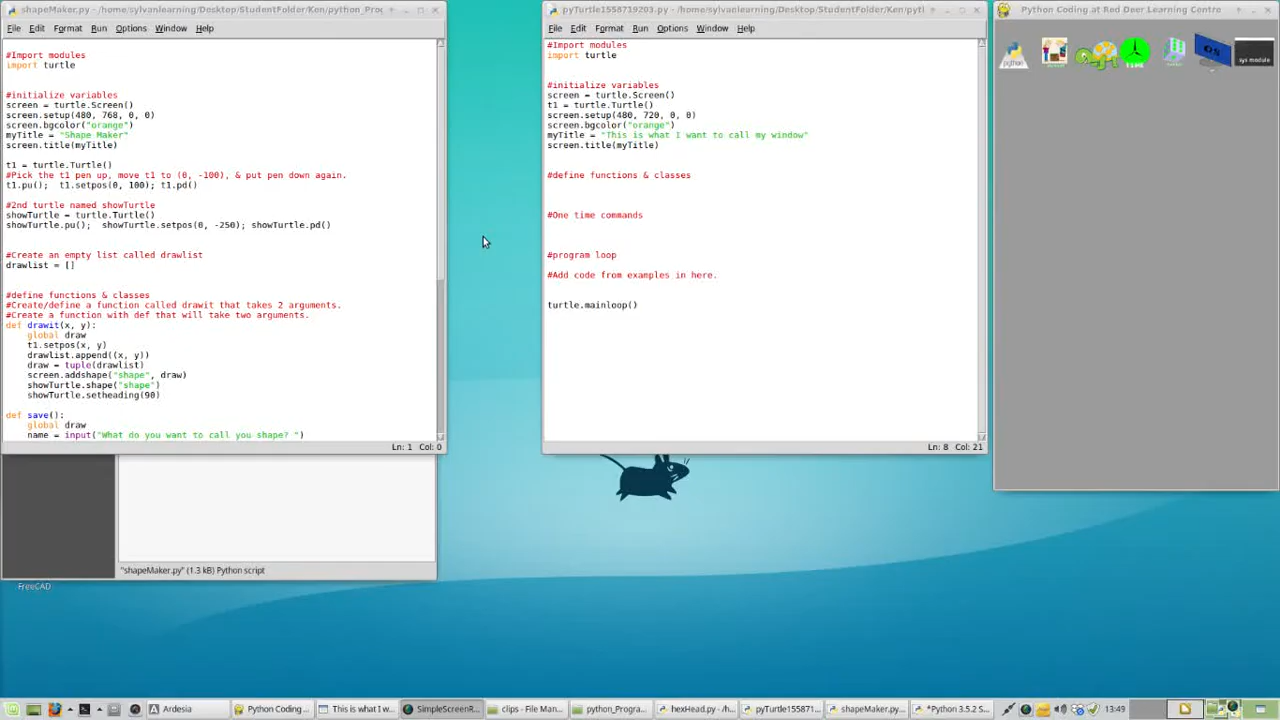 shapeMaker.py - /home/sylvanlearning/Desktop/StudentFolder/Ken/python_Prog
File Edit Format Run Options Window Help
#Import modules
import turtle
#initialize variables
screen = turtle.Screen()
screen.setup(480, 768, 0, 0)
screen.bgcolor("orange")
myTitle = "Shape Maker"
screen.title(myTitle)
t1 = turtle.Turtle()
#Pick the t1 pen up, move t1 to (0, -100), & put pen down again.
t1.pu(); t1.setpos(0, 100); t1.pd()
#2nd turtle named showTurtle
showTurtle = turtle.Turtle()
showTurtle.pu(); showTurtle.setpos(0, -250); showTurtle.pd()
#Create an empty list called drawlist
drawlist = []
#define functions & classes
#Create/define a function called drawit that takes 2 arguments.
#Create a function with def that will take two arguments.
def drawit(x, y):
global draw
t1.setpos(x, y)
drawlist.append((x, y))
draw = tuple(drawlist)
screen.addshape("shape", draw)
showTurtle.shape("shape")
showTurtle.setheading(90)
def save():
global draw
name = input("What do you want to call you shape? ")
Ln: 1 Col: 0
"shapeMaker.py" (1.3 kB) Python script
FreeCAD
pyTurtle1558719203.py - /home/sylvanlearning/Desktop/StudentFolder/Ken/pytl
File Edit Format Run Options Window Help
#Import modules
import turtle
#initialize variables
screen = turtle.Screen()
t1 = turtle.Turtle()
screen.setup(480, 720, 0, 0)
screen.bgcolor("orange")
myTitle = "This is what I want to call my window"
screen.title(myTitle)
#define functions & classes
#One time commands
#program loop
#Add code from examples in here.
turtle.mainloop()
Ln: 8 Col: 21
Python Coding at Red Deer Learning Centre
python
TIME
OS
sys module
Ardesia
Python Coding ...
This is what I w...
SimpleScreenR...
clips - File Man...
python_Progra...
hexHead.py - /h...
pyTurtle155871...
shapeMaker.py...
*Python 3.5.2 S...
13:49